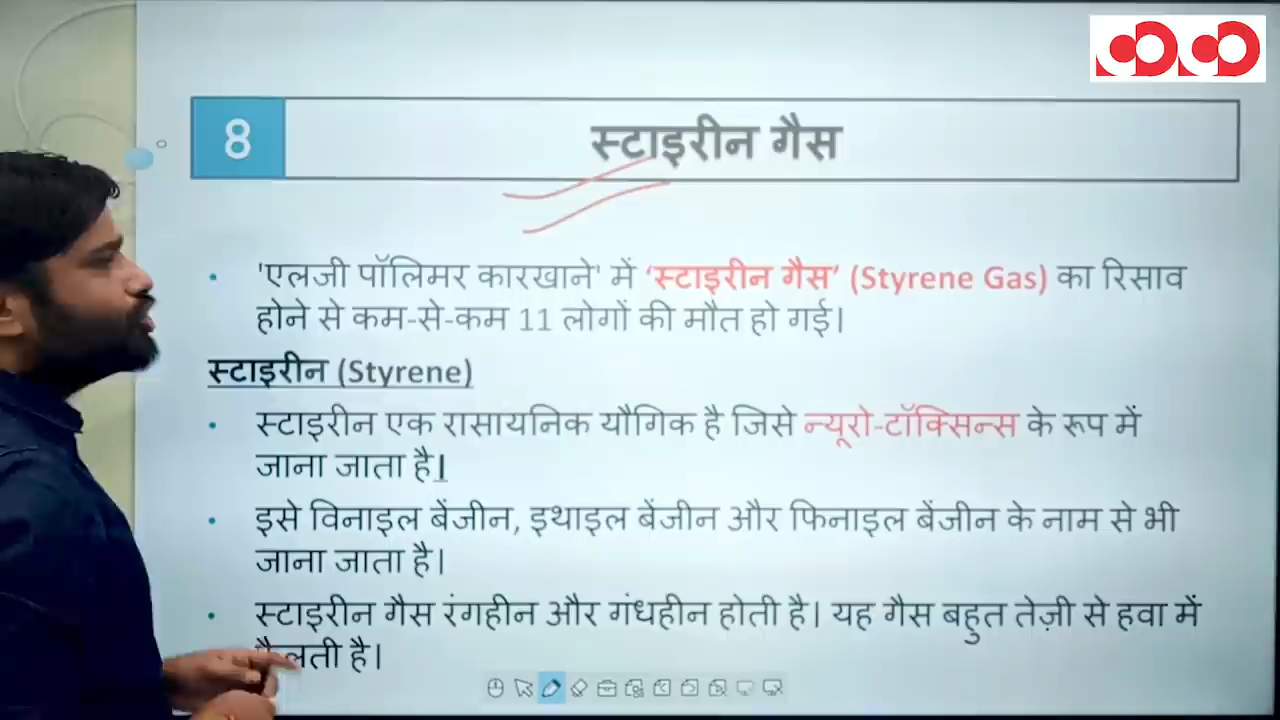 8
स्टाइरीन गैस
'एलजी पॉलिमर कारखाने' में ‘स्टाइरीन गैस’ (Styrene Gas) का रिसाव
होने से कम-से-कम 11 लोगों की मौत हो गई।
स्टाइरीन (Styrene)
स्टाइरीन एक रासायनिक यौगिक है जिसे न्यूरो-टॉक्सिन्स के रूप में
जाना जाता है।
इसे विनाइल बेंजीन, इथाइल बेंजीन और फिनाइल बेंजीन के नाम से भी
जाना जाता है।
स्टाइरीन गैस रंगहीन और गंधहीन होती है। यह गैस बहुत तेज़ी से हवा में
फैलती है।